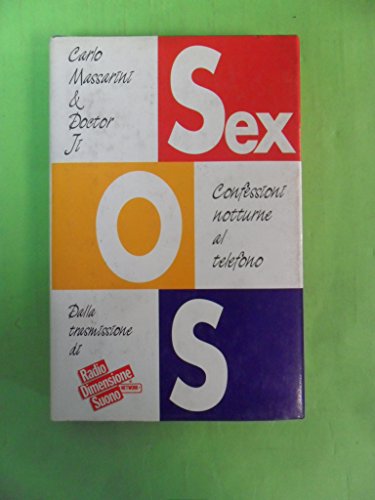 Carlo
Massarini
&
Doctor
Ji
Sex
O
Confessioni
notturne
al
telefono
Dalla
trasmissione
di
Radio
Dimensione
Suono
NETWORK
S